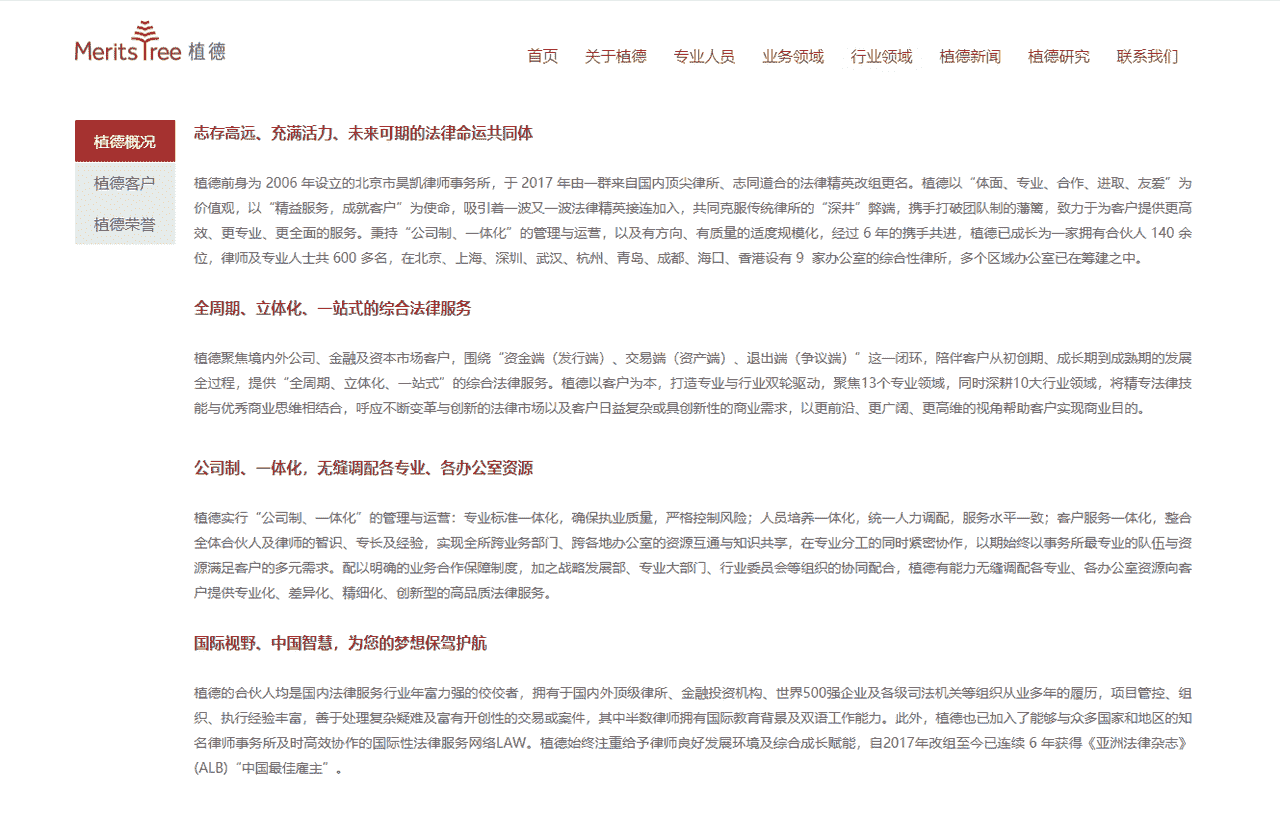 MeritsTree 植德
首页 关于植德 专业人员 业务领域 行业领域 植德新闻 植德研究 联系我们
植德概况
植德客户
植德荣誉
志存高远、充满活力、未来可期的法律命运共同体
植德前身为 2006 年设立的北京市昊凯律师事务所，于 2017 年由一群来自国内顶尖律所、志同道合的法律精英改组更名。植德以“体面、专业、合作、进取、友爱”为
价值观，以“精益服务，成就客户”为使命，吸引着一波又一波法律精英接连加入，共同克服传统律所的“深井”弊端，携手打破团队制的藩篱，致力于为客户提供更高
效、更专业、更全面的服务。秉持“公司制、一体化”的管理与运营，以及有方向、有质量的适度规模化，经过 6 年的携手共进，植德已成长为一家拥有合伙人 140 余
位，律师及专业人士共 600 多名，在北京、上海、深圳、武汉、杭州、青岛、成都、海口、香港设有 9 家办公室的综合性律所，多个区域办公室已在筹建之中。
全周期、立体化、一站式的综合法律服务
植德聚焦境内外公司、金融及资本市场客户，围绕“资金端（发行端）、交易端（资产端）、退出端（争议端）”这一闭环，陪伴客户从初创期、成长期到成熟期的发展
全过程，提供“全周期、立体化、一站式”的综合法律服务。植德以客户为本，打造专业与行业双轮驱动，聚焦13个专业领域，同时深耕10大行业领域，将精专法律技
能与优秀商业思维相结合，呼应不断变革与创新的法律市场以及客户日益复杂或具创新性的商业需求，以更前沿、更广阔、更高维的视角帮助客户实现商业目的。
公司制、一体化，无缝调配各专业、各办公室资源
植德实行“公司制、一体化”的管理与运营：专业标准一体化，确保执业质量，严格控制风险；人员培养一体化，统一人力调配，服务水平一致；客户服务一体化，整合
全体合伙人及律师的智识、专长及经验，实现全所跨业务部门、跨各地办公室的资源互通与知识共享，在专业分工的同时紧密协作，以期始终以事务所最专业的队伍与资
源满足客户的多元需求。配以明确的业务合作保障制度，加之战略发展部、专业大部门、行业委员会等组织的协同配合，植德有能力无缝调配各专业、各办公室资源向客
户提供专业化、差异化、精细化、创新型的高品质法律服务。
国际视野、中国智慧，为您的梦想保驾护航
植德的合伙人均是国内法律服务行业年富力强的佼佼者，拥有于国内外顶级律所、金融投资机构、世界500强企业及各级司法机关等组织从业多年的履历，项目管控、组
织、执行经验丰富，善于处理复杂疑难及富有开创性的交易或案件，其中半数律师拥有国际教育背景及双语工作能力。此外，植德也已加入了能够与众多国家和地区的知
名律师事务所及时高效协作的国际性法律服务网络LAW。植德始终注重给予律师良好发展环境及综合成长赋能，自2017年改组至今已连续 6 年获得《亚洲法律杂志》
(ALB)“中国最佳雇主”。